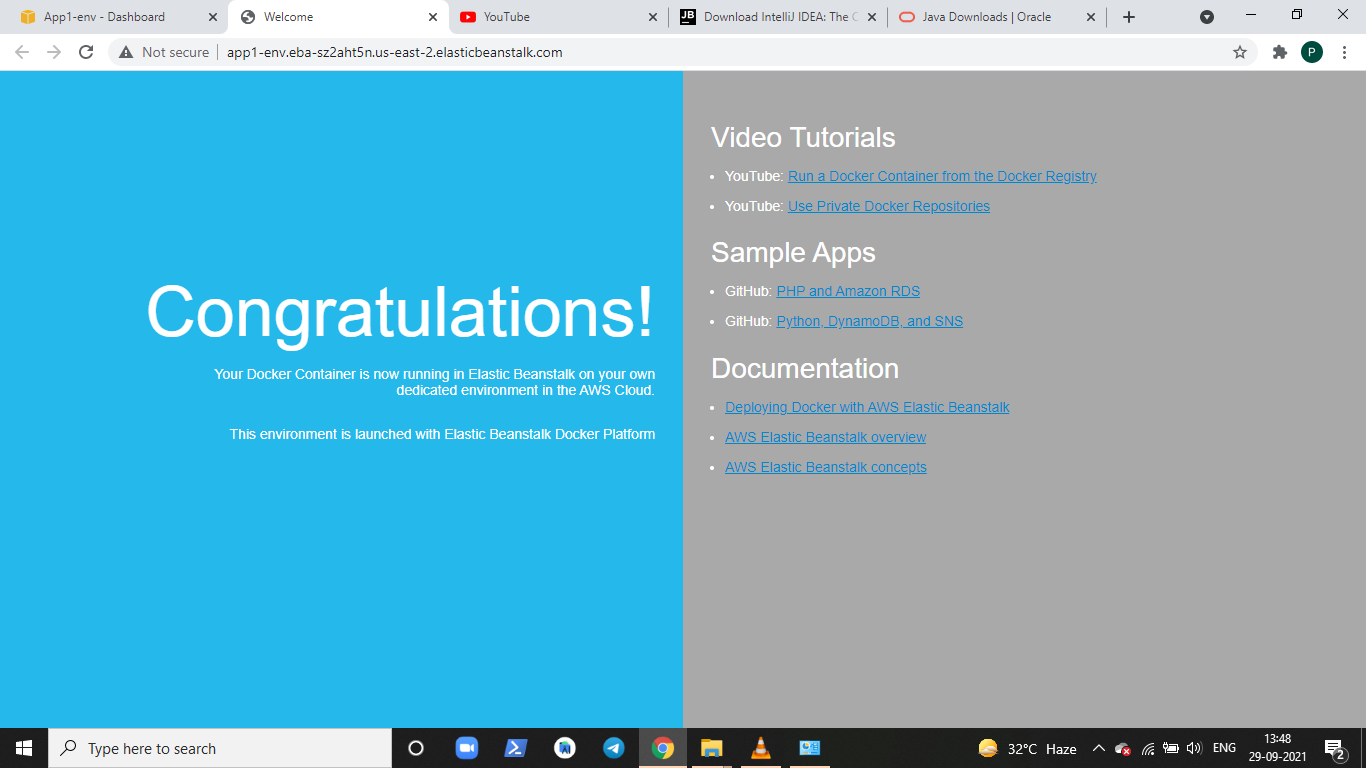 App1-env - Dashboard
Welcome
YouTube
Download IntelliJ IDEA: The C
Java Downloads | Oracle
Not secure
app1-env.eba-sz2aht5n.us-east-2.elasticbeanstalk.com
P
Congratulations!
Your Docker Container is now running in Elastic Beanstalk on your own
dedicated environment in the AWS Cloud.
This environment is launched with Elastic Beanstalk Docker Platform
Video Tutorials
YouTube: Run a Docker Container from the Docker Registry
YouTube: Use Private Docker Repositories
Sample Apps
GitHub: PHP and Amazon RDS
GitHub: Python, DynamoDB, and SNS
Documentation
Deploying Docker with AWS Elastic Beanstalk
AWS Elastic Beanstalk overview
AWS Elastic Beanstalk concepts
Type here to search
32°C Haze
ENG
13:48
29-09-2021
2